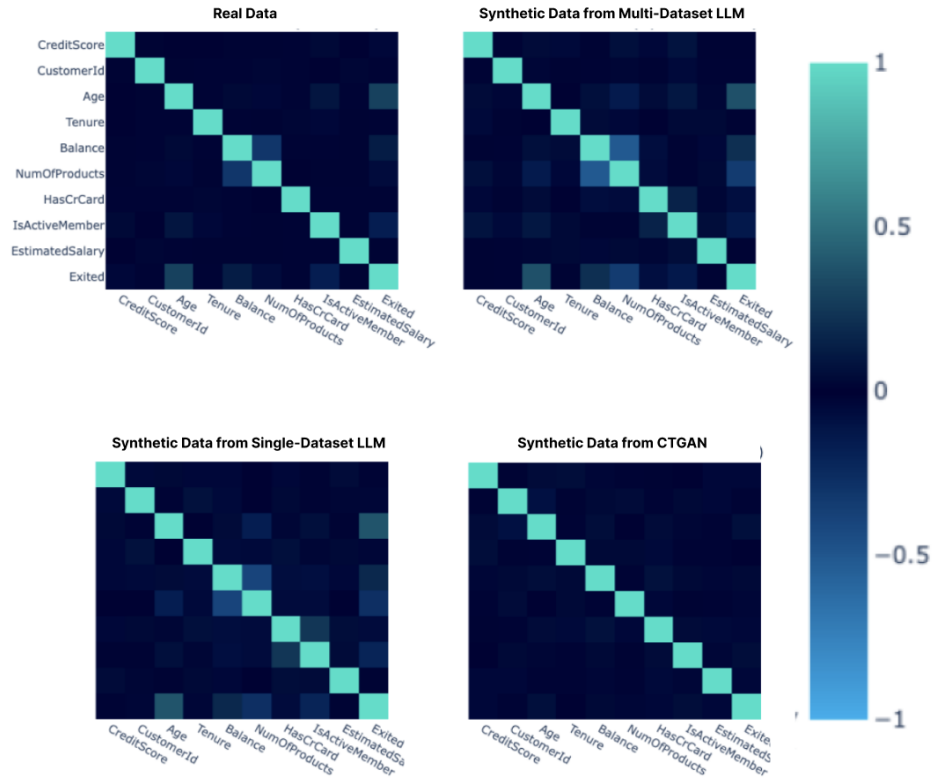 Real Data
Synthetic Data from Multi-Dataset LLM
CreditScore
CustomerId
Age
Tenure
Balance
NumOfProducts
HasCrCard
IsActiveMember
EstimatedSalary
Exited
CreditScore
CustomerId
Age
Tenure
Balance
NumOfProducts
HasCrCard
IsActiveMember
EstimatedSalary
Exited
CreditScore
CustomerId
Age
Tenure
Balance
NumOfProducts
HasCrCard
IsActiveMember
EstimatedSalary
Exited
1
0.5
0
−0.5
−1
Synthetic Data from Single-Dataset LLM
Synthetic Data from CTGAN
)
CreditScore
CustomerId
Age
Tenure
Balance
NumOfProducts
HasCrCard
IsActiveMember
EstimatedSa
Exited
CreditScore
CustomerId
Age
Tenure
Balance
NumOfProducts
HasCrCard
IsActiveMember
EstimatedS
Exite